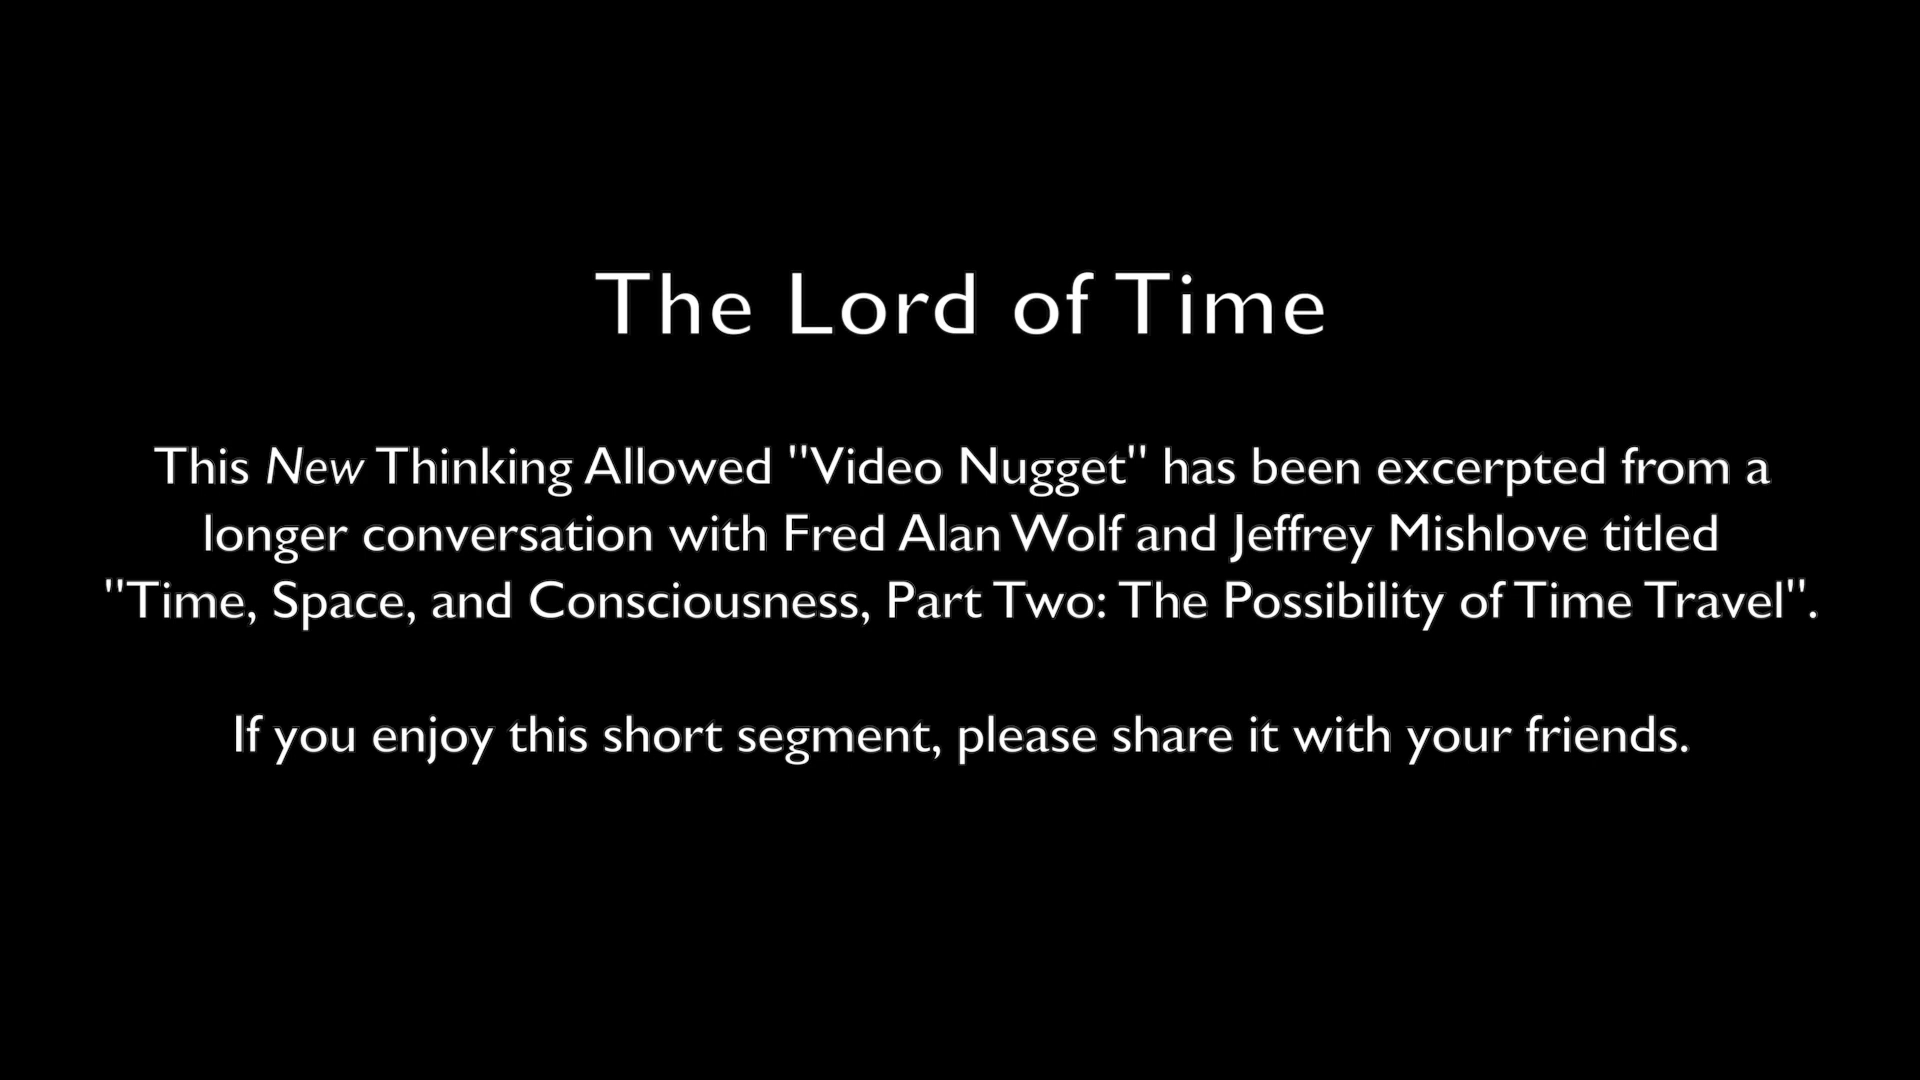 The Lord of Time
This New Thinking Allowed "Video Nugget" has been excerpted from a
longer conversation with Fred Alan Wolf and Jeffrey Mishlove titled
"Time, Space, and Consciousness, Part Two: The Possibility of Time Travel".
If you enjoy this short segment, please share it with your friends.